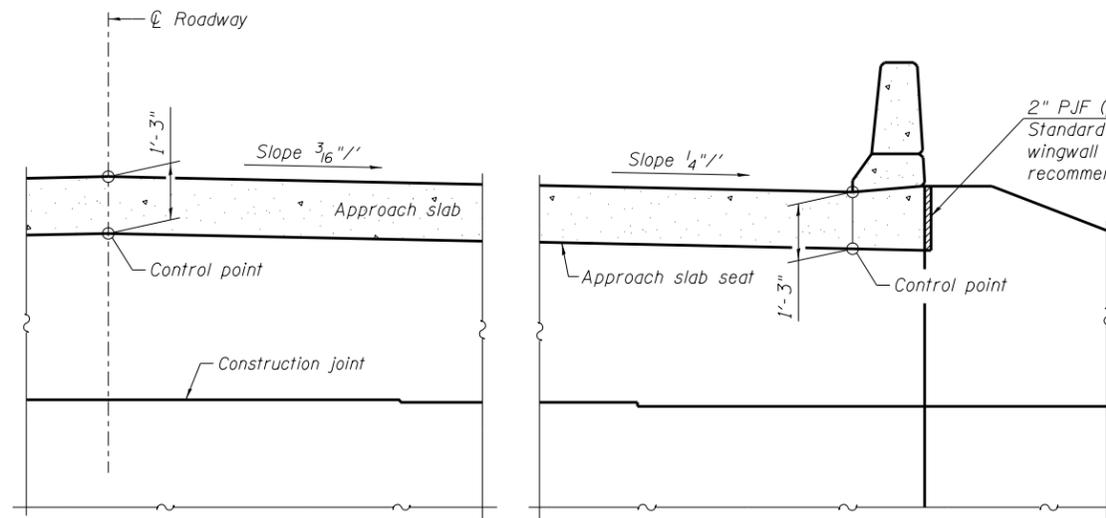 ℄ Roadway
1'-3"
Slope 3/16"/'
Approach slab
Control point
Construction joint
Slope 1/4"/'
2" PJF (
Standard
wingwall
recommer
Approach slab seat
1'-3"
Control point